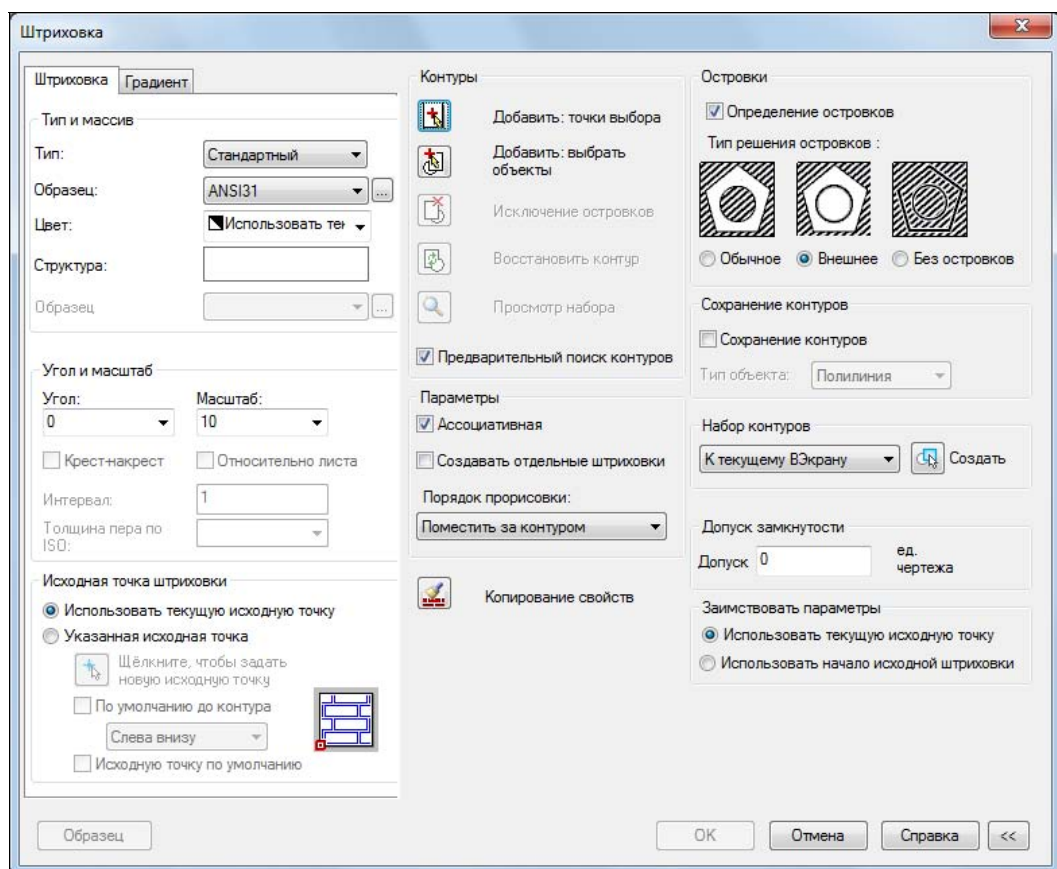 Штриховка
Штриховка
Градиент
Тип и массив
Тип:
Стандартный
Образец:
ANSI31
...
Цвет:
Использовать тек
Структура:
Образец
...
Угол и масштаб
Угол:
Масштаб:
0
10
Крест-накрест
Относительно листа
Интервал:
1
Толщина пера по
ISO:
Исходная точка штриховки
Использовать текущую исходную точку
Указанная исходная точка
Щёлкните, чтобы задать
новую исходную точку
По умолчанию до контура
Слева внизу
Исходную точку по умолчанию
Образец
Контуры
Добавить: точки выбора
Добавить: выбрать
объекты
Исключение островков
Восстановить контур
Просмотр набора
Предварительный поиск контуров
Параметры
Ассоциативная
Создавать отдельные штриховки
Порядок прорисовки:
Поместить за контуром
Копирование свойств
Островки
Определение островков
Тип решения островков :
Обычное
Внешнее
Без островков
Сохранение контуров
Сохранение контуров
Тип объекта:
Полилиния
Набор контуров
К текущему ВЭкрану
Создать
Допуск замкнутости
Допуск
0
ед.
чертежа
Заимствовать параметры
Использовать текущую исходную точку
Использовать начало исходной штриховки
OK
Отмена
Справка
<<